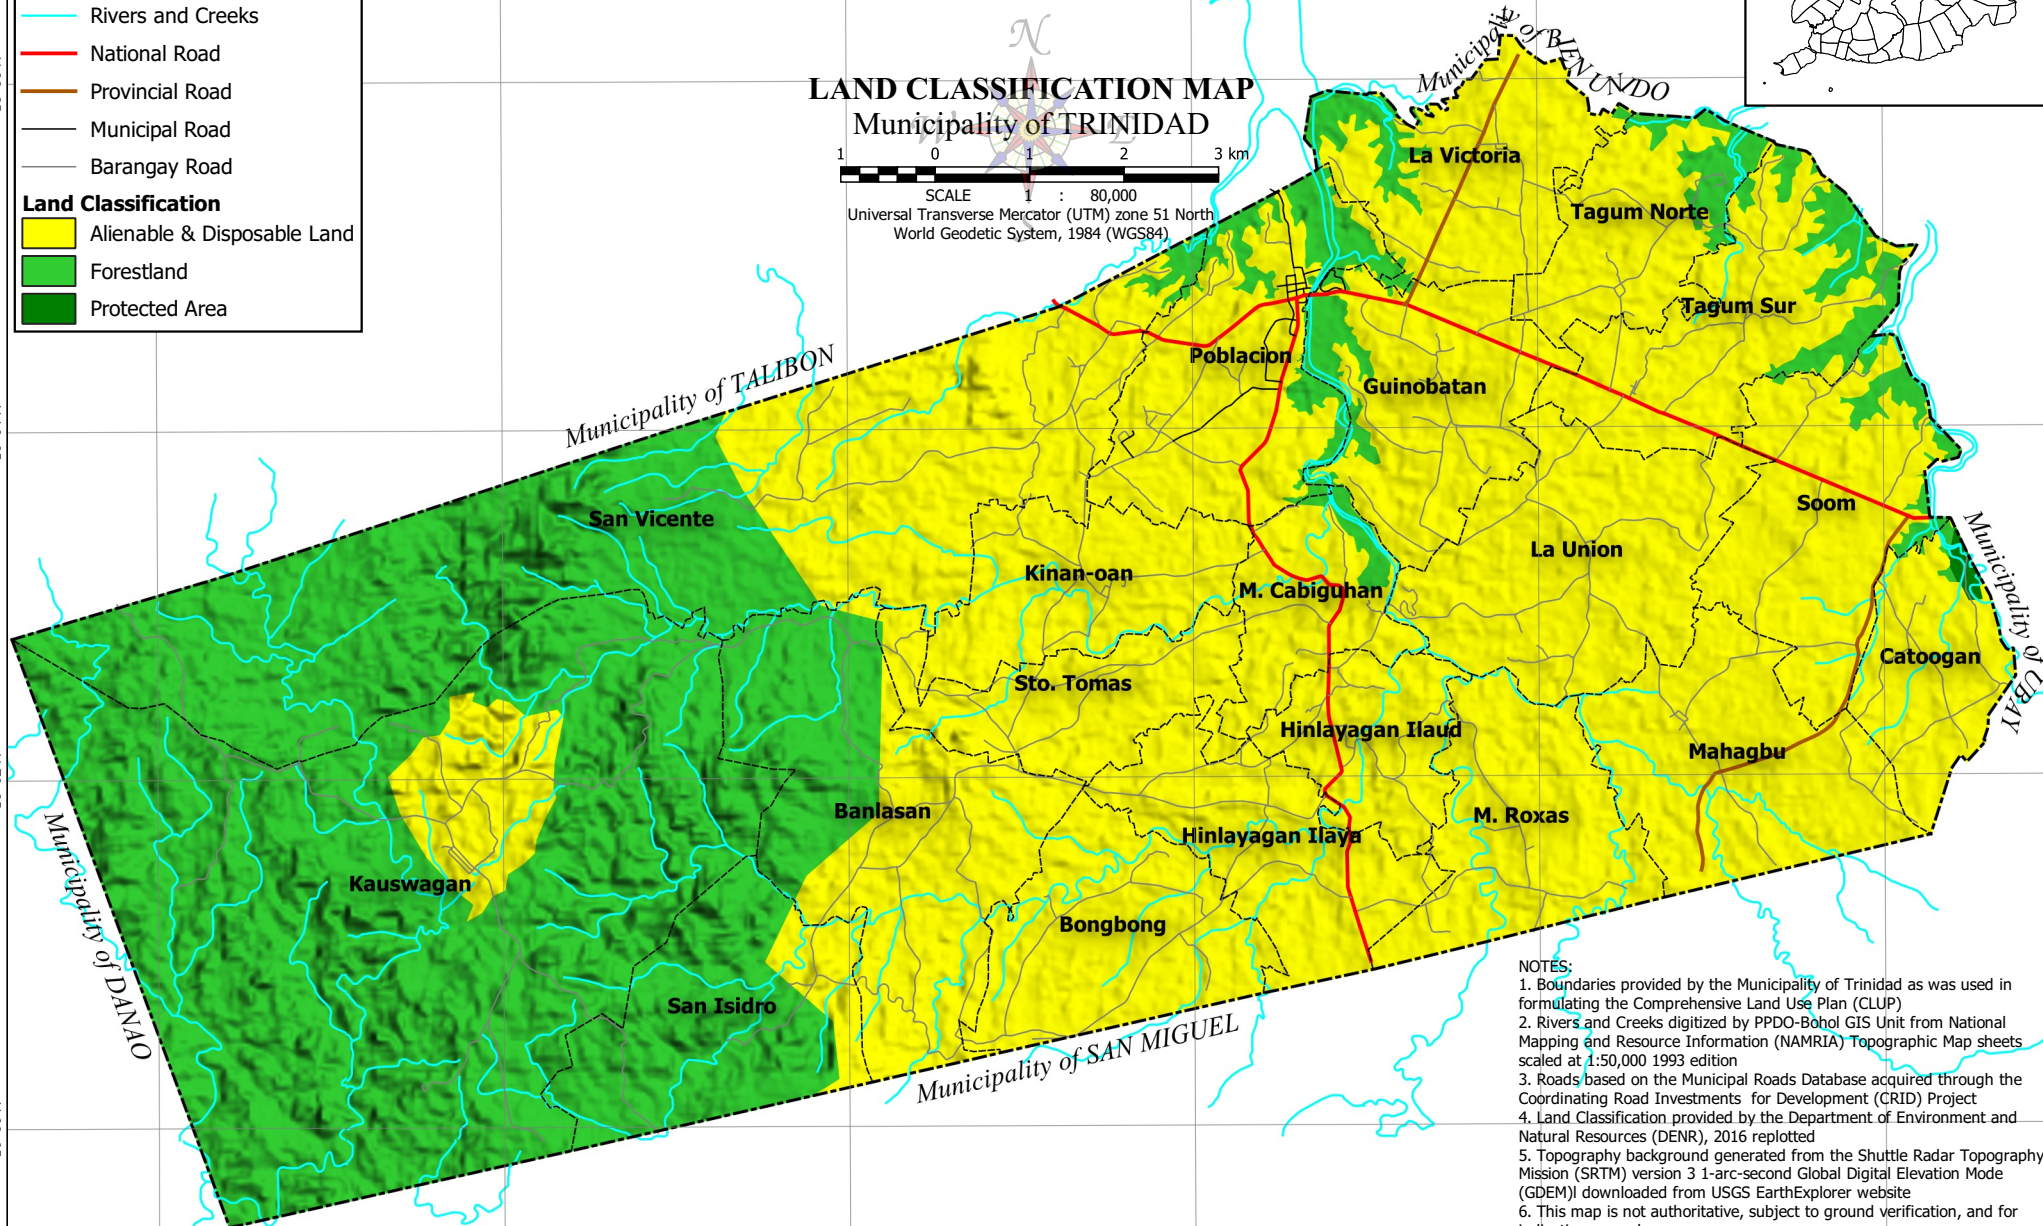 Rivers and Creeks
National Road
Provincial Road
Municipal Road
Barangay Road
Land Classification
Alienable & Disposable Land
Forestland
Protected Area
N
W
E
LAND CLASSIFICATION MAP
Municipality of TRINIDAD
1 0 1 2 3 km
SCALE 1 : 80,000
Universal Transverse Mercator (UTM) zone 51 North
World Geodetic System, 1984 (WGS84)
Municipality of BIEN UNIDO
Municipality of TALIBON
Municipality of DANAO
Municipality of SAN MIGUEL
Municipality of UBAY
La Victoria
Tagum Norte
Tagum Sur
Poblacion
Guinobatan
San Vicente
Soom
La Union
Kinan-oan
M. Cabiguhan
Catoogan
Sto. Tomas
Hinlayagan Ilaud
Mahagbu
Banlasan
M. Roxas
Hinlayagan Ilaya
Kauswagan
Bongbong
San Isidro
NOTES:
1. Boundaries provided by the Municipality of Trinidad as was used in
formulating the Comprehensive Land Use Plan (CLUP)
2. Rivers and Creeks digitized by PPDO-Bohol GIS Unit from National
Mapping and Resource Information (NAMRIA) Topographic Map sheets
scaled at 1:50,000 1993 edition
3. Roads based on the Municipal Roads Database acquired through the
Coordinating Road Investments for Development (CRID) Project
4. Land Classification provided by the Department of Environment and
Natural Resources (DENR), 2016 replotted
5. Topography background generated from the Shuttle Radar Topography
Mission (SRTM) version 3 1-arc-second Global Digital Elevation Mode
(GDEM)l downloaded from USGS EarthExplorer website
6. This map is not authoritative, subject to ground verification, and for